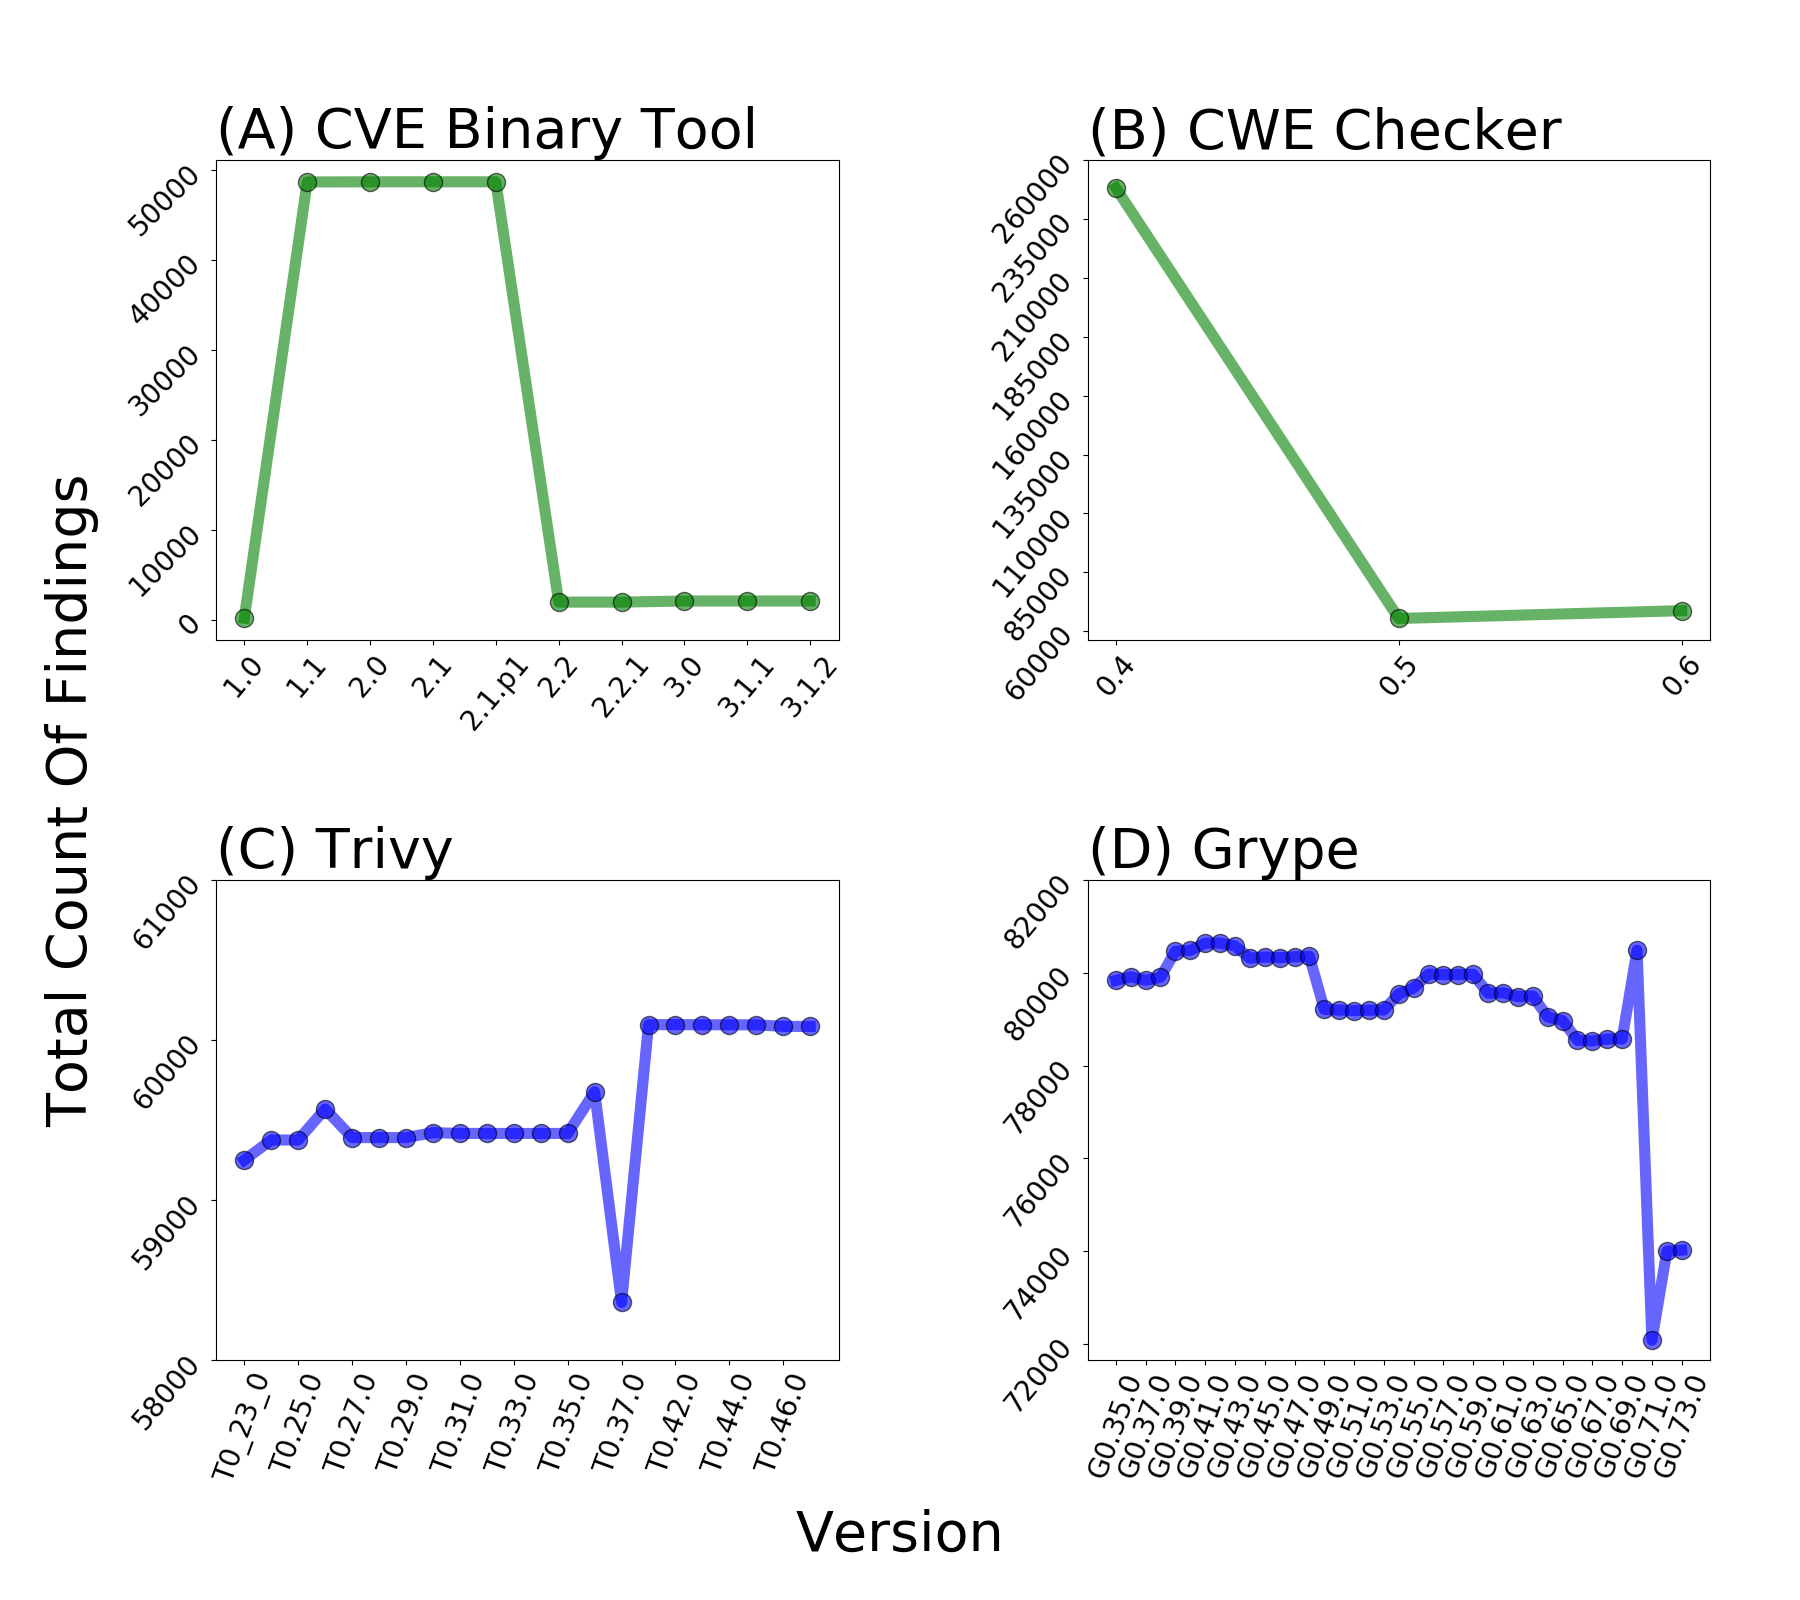 (A) CVE Binary Tool
50000
40000
30000
20000
10000
0
1.0
1.1
2.0
2.1
2.1.p1
2.2
2.2.1
3.0
3.1.1
3.1.2
(B) CWE Checker
260000
235000
210000
185000
160000
135000
110000
85000
60000
0.4
0.5
0.6
Total Count Of Findings
(C) Trivy
61000
60000
59000
58000
T0_23_0
T0.25.0
T0.27.0
T0.29.0
T0.31.0
T0.33.0
T0.35.0
T0.37.0
T0.42.0
T0.44.0
T0.46.0
(D) Grype
82000
80000
78000
76000
74000
72000
G0.35.0
G0.37.0
G0.39.0
G0.41.0
G0.43.0
G0.45.0
G0.47.0
G0.49.0
G0.51.0
G0.53.0
G0.55.0
G0.57.0
G0.59.0
G0.61.0
G0.63.0
G0.65.0
G0.67.0
G0.69.0
G0.71.0
G0.73.0
Version